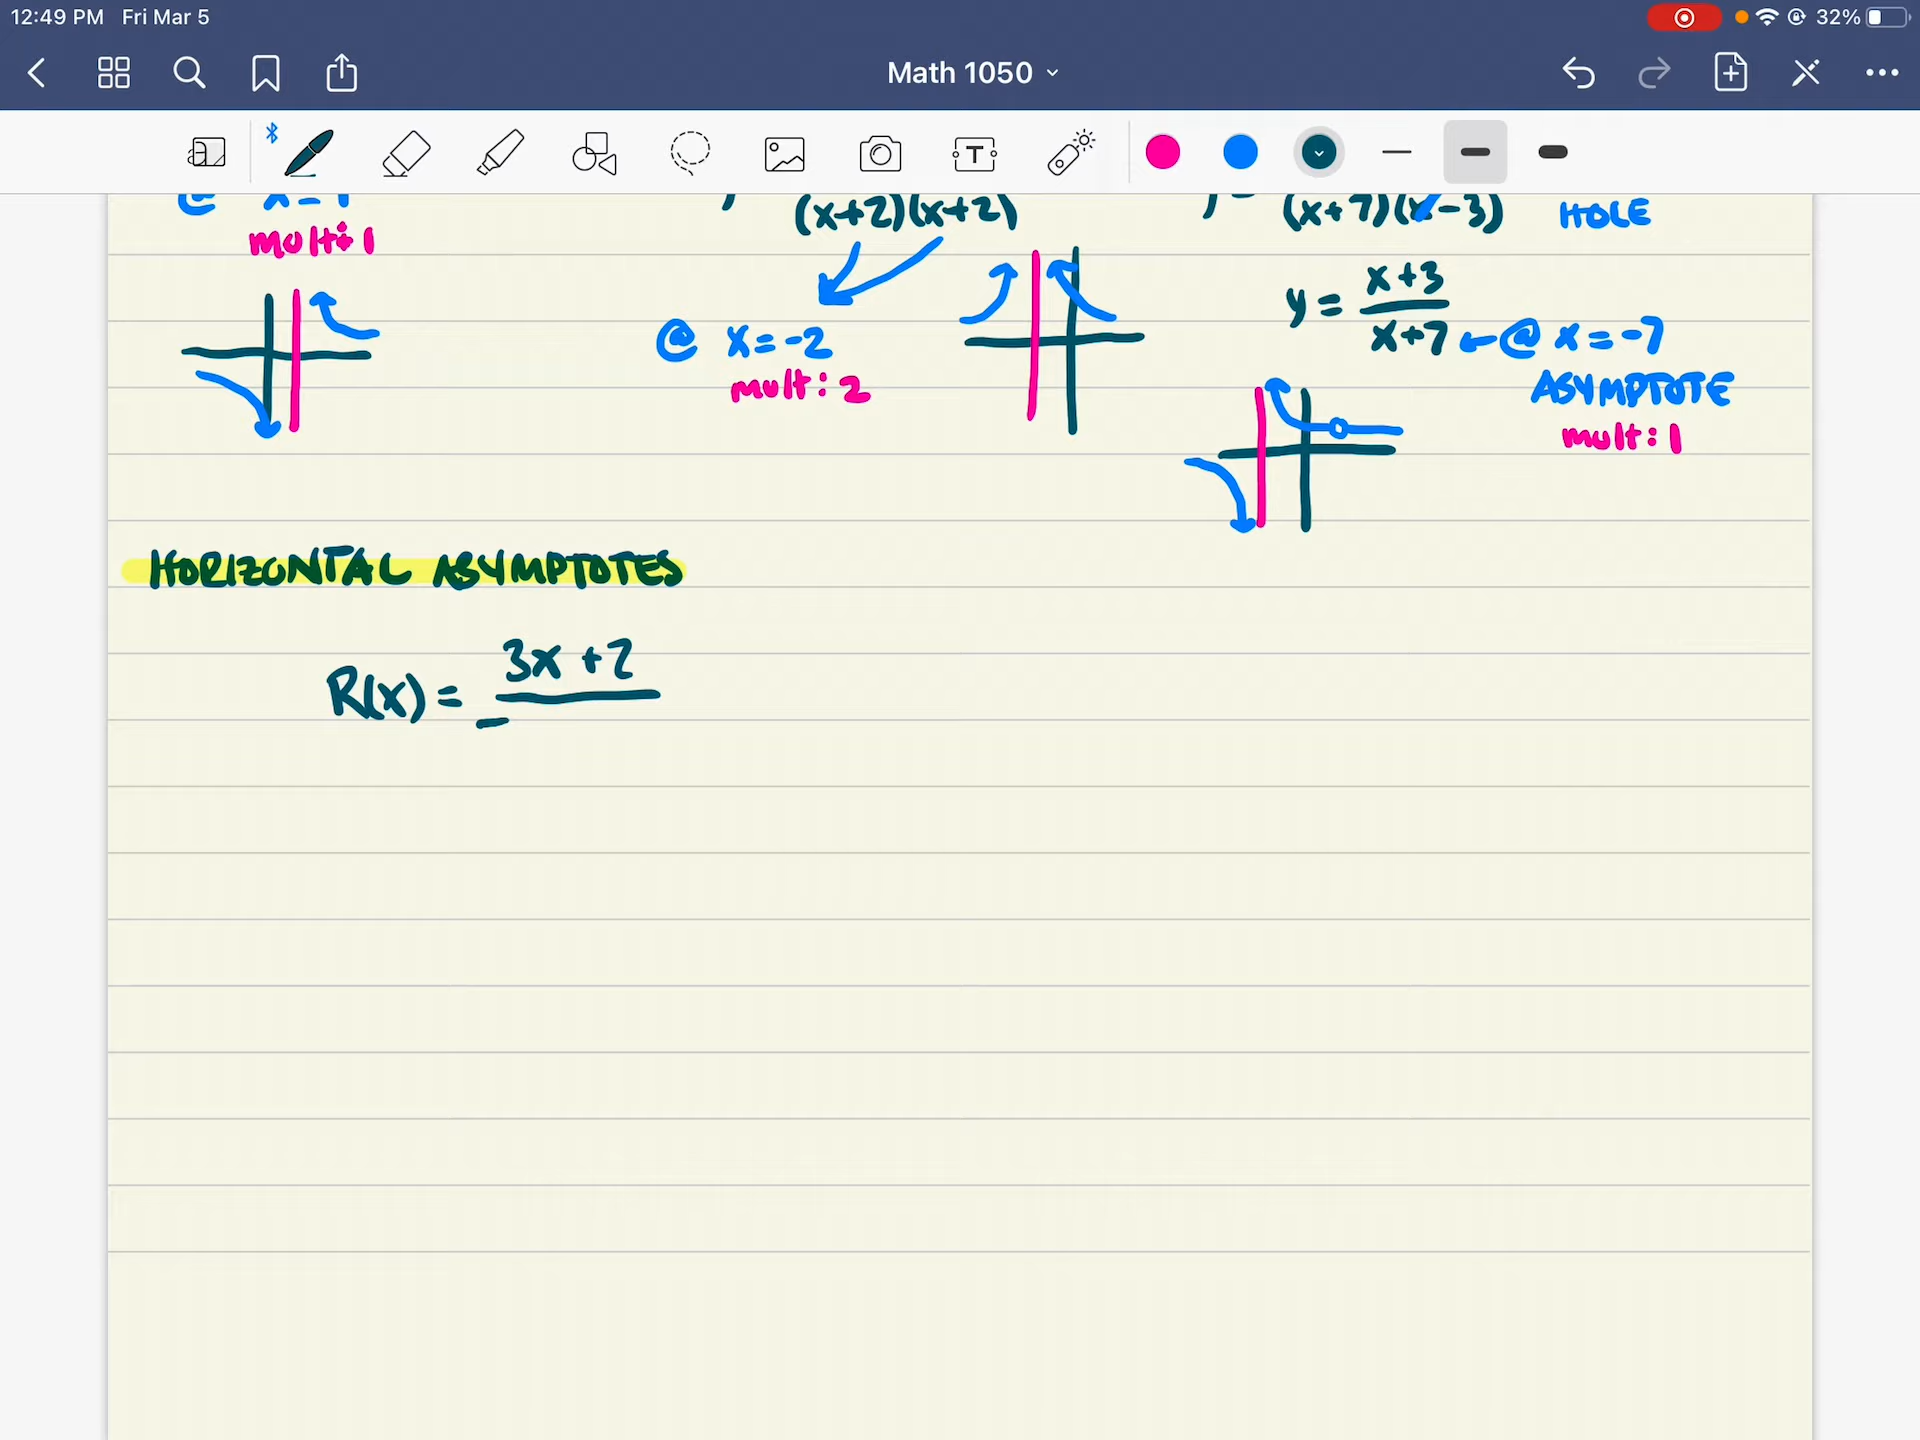 12:49 PM Fri Mar 5 32%
Math 1050
@ x=1 (x+2)(x+2) (x+7)(x-3) HOLE
mult: 1
y = x+3
x+7 @ x=-7
@ x=-2
mult: 2
ASYMPTOTE
mult: 1
HORIZONTAL ASYMPTOTES
R(x) = 3x+2
-